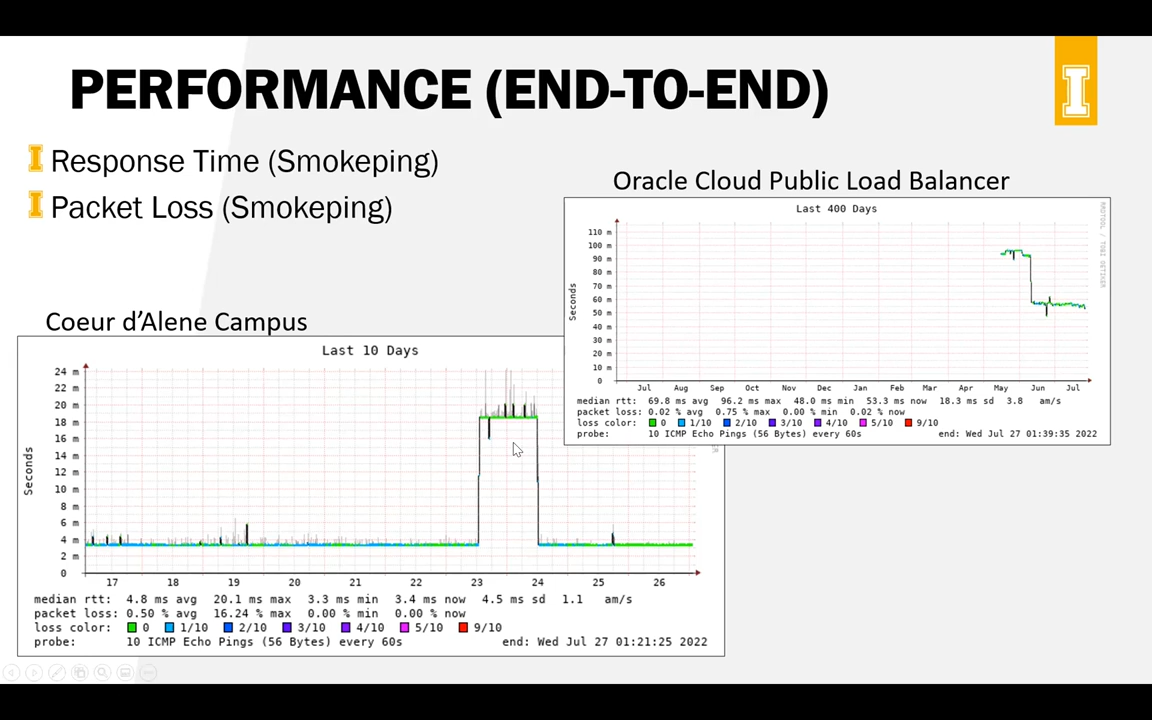 PERFORMANCE (END-TO-END)
I
I Response Time (Smokeping)
I Packet Loss (Smokeping)
Oracle Cloud Public Load Balancer
Last 400 Days
RRDTOOL / TOBI OETIKER
Seconds
110 m
100 m
90 m
80 m
70 m
60 m
50 m
40 m
30 m
20 m
10 m
0
Jul Aug Sep Oct Nov Dec Jan Feb Mar Apr May Jun Jul
median rtt: 69.8 ms avg 96.2 ms max 48.0 ms min 53.3 ms now 18.3 ms sd 3.8 am/s
packet loss: 0.02 % avg 0.75 % max 0.00 % min 0.02 % now
loss color: 0 1/10 2/10 3/10 4/10 5/10 9/10
probe: 10 ICMP Echo Pings (56 Bytes) every 60s end: Wed Jul 27 01:39:35 2022
Coeur d’Alene Campus
Last 10 Days
Seconds
24 m
22 m
20 m
18 m
16 m
14 m
12 m
10 m
8 m
6 m
4 m
2 m
0
17 18 19 20 21 22 23 24 25 26
median rtt: 4.8 ms avg 20.1 ms max 3.3 ms min 3.4 ms now 4.5 ms sd 1.1 am/s
packet loss: 0.50 % avg 16.24 % max 0.00 % min 0.00 % now
loss color: 0 1/10 2/10 3/10 4/10 5/10 9/10
probe: 10 ICMP Echo Pings (56 Bytes) every 60s end: Wed Jul 27 01:21:25 2022